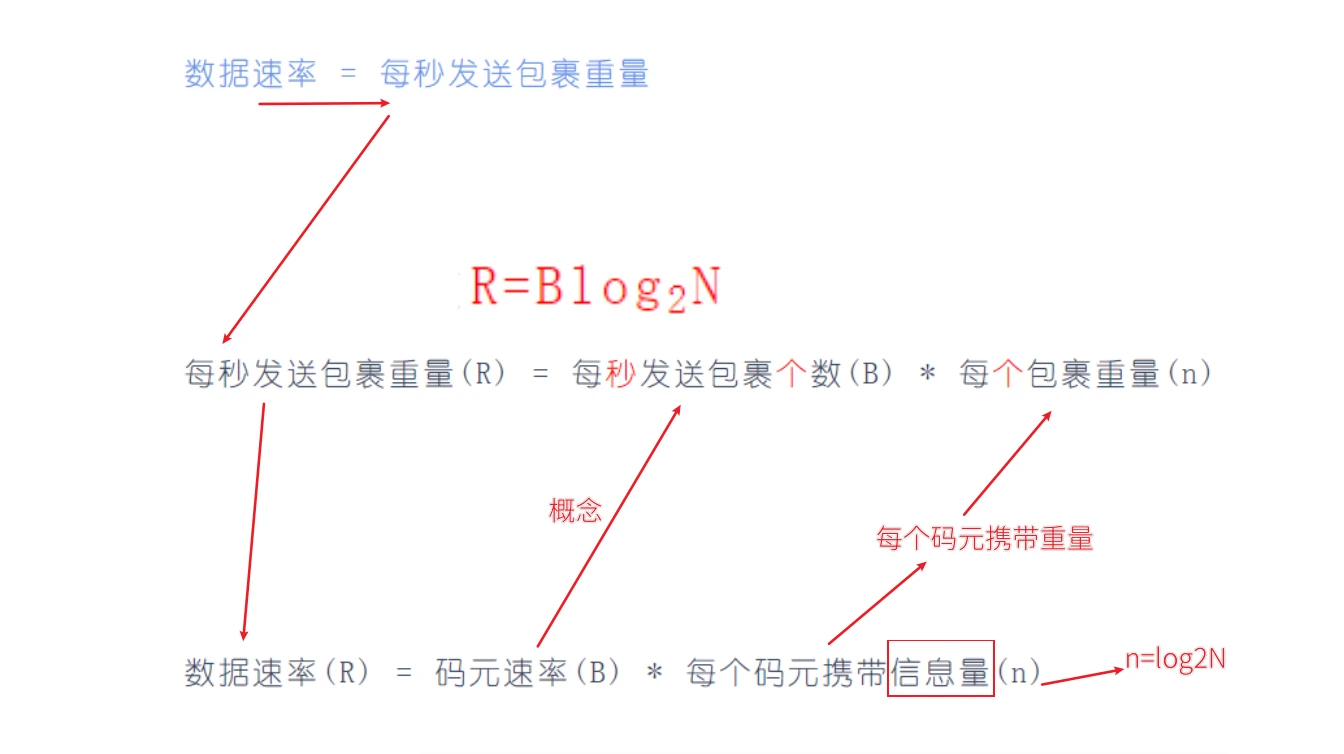 数据速率 = 每秒发送包裹重量
R=Blog₂N
每秒发送包裹重量(R) = 每秒发送包裹个数(B) * 每个包裹重量(n)
概念
每个码元携带重量
数据速率(R) = 码元速率(B) * 每个码元携带信息量(n)
n=log2N